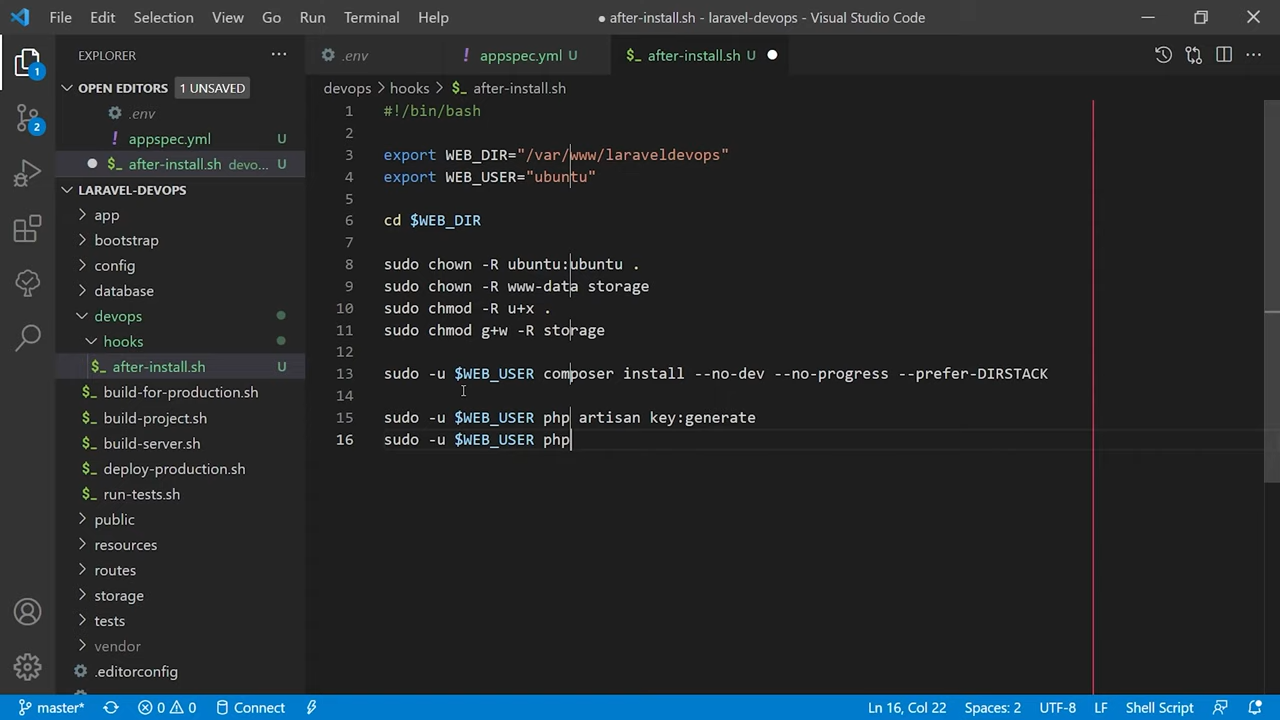 File Edit Selection View Go Run Terminal Help ● after-install.sh - laravel-devops - Visual Studio Code
EXPLORER ···
.env
! appspec.yml U
$_ after-install.sh U ●
OPEN EDITORS 1 UNSAVED
.env
! appspec.yml U
● $_ after-install.sh devo... U
LARAVEL-DEVOPS
app
bootstrap
config
database
devops
hooks
$_ after-install.sh U
$_ build-for-production.sh
$_ build-project.sh
$_ build-server.sh
$_ deploy-production.sh
$_ run-tests.sh
public
resources
routes
storage
tests
vendor
.editorconfig
1
2
devops > hooks > $_ after-install.sh
1 #!/bin/bash
2
3 export WEB_DIR="/var/www/laraveldevops"
4 export WEB_USER="ubuntu"
5
6 cd $WEB_DIR
7
8 sudo chown -R ubuntu:ubuntu .
9 sudo chown -R www-data storage
10 sudo chmod -R u+x .
11 sudo chmod g+w -R storage
12
13 sudo -u $WEB_USER composer install --no-dev --no-progress --prefer-DIRSTACK
14
15 sudo -u $WEB_USER php artisan key:generate
16 sudo -u $WEB_USER php
master* 0 0 Connect Ln 16, Col 22 Spaces: 2 UTF-8 LF Shell Script